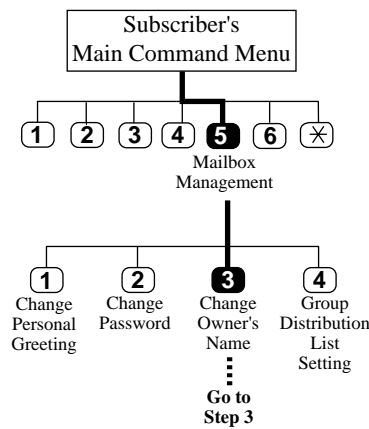 Subscriber's
Main Command Menu
1 2 3 4 5 6 *
Mailbox
Management
1 2 3 4
Change
Personal
Greeting
Change
Password
Change
Owner's
Name
Group
Distribution
List
Setting
Go to
Step 3